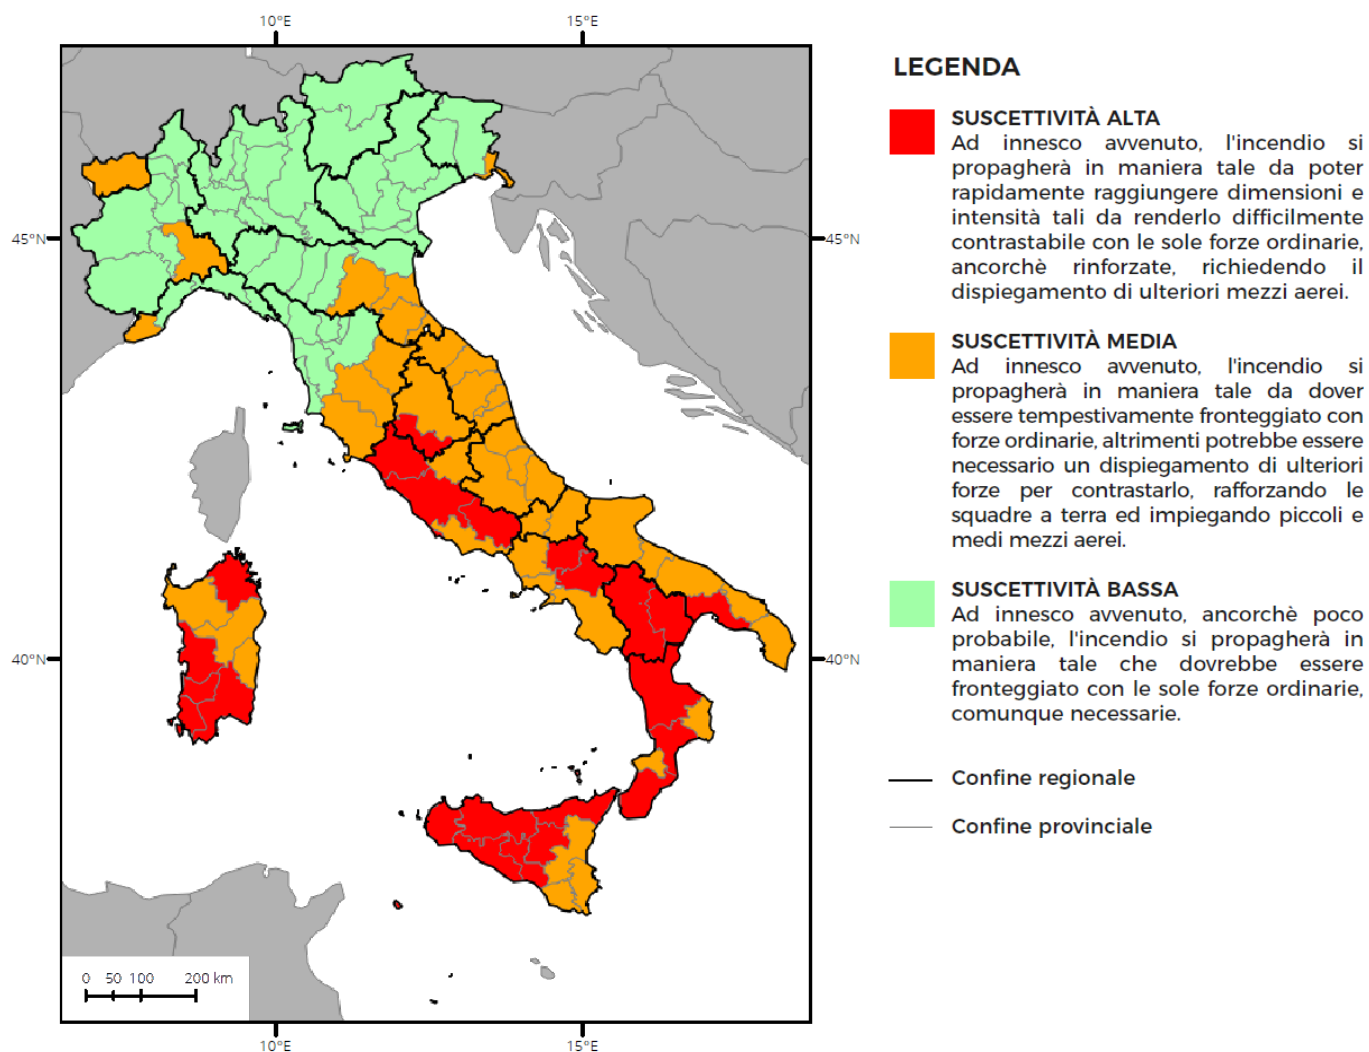 10°E 15°E
45°N 45°N
40°N 40°N
0 50 100 200 km
10°E 15°E
LEGENDA
SUSCETTIVITÀ ALTA
Ad innesco avvenuto, l'incendio si
propagherà in maniera tale da poter
rapidamente raggiungere dimensioni e
intensità tali da renderlo difficilmente
contrastabile con le sole forze ordinarie,
ancorchè rinforzate, richiedendo il
dispiegamento di ulteriori mezzi aerei.
SUSCETTIVITÀ MEDIA
Ad innesco avvenuto, l'incendio si
propagherà in maniera tale da dover
essere tempestivamente fronteggiato con
forze ordinarie, altrimenti potrebbe essere
necessario un dispiegamento di ulteriori
forze per contrastarlo, rafforzando le
squadre a terra ed impiegando piccoli e
medi mezzi aerei.
SUSCETTIVITÀ BASSA
Ad innesco avvenuto, ancorchè poco
probabile, l'incendio si propagherà in
maniera tale che dovrebbe essere
fronteggiato con le sole forze ordinarie,
comunque necessarie.
Confine regionale
Confine provinciale